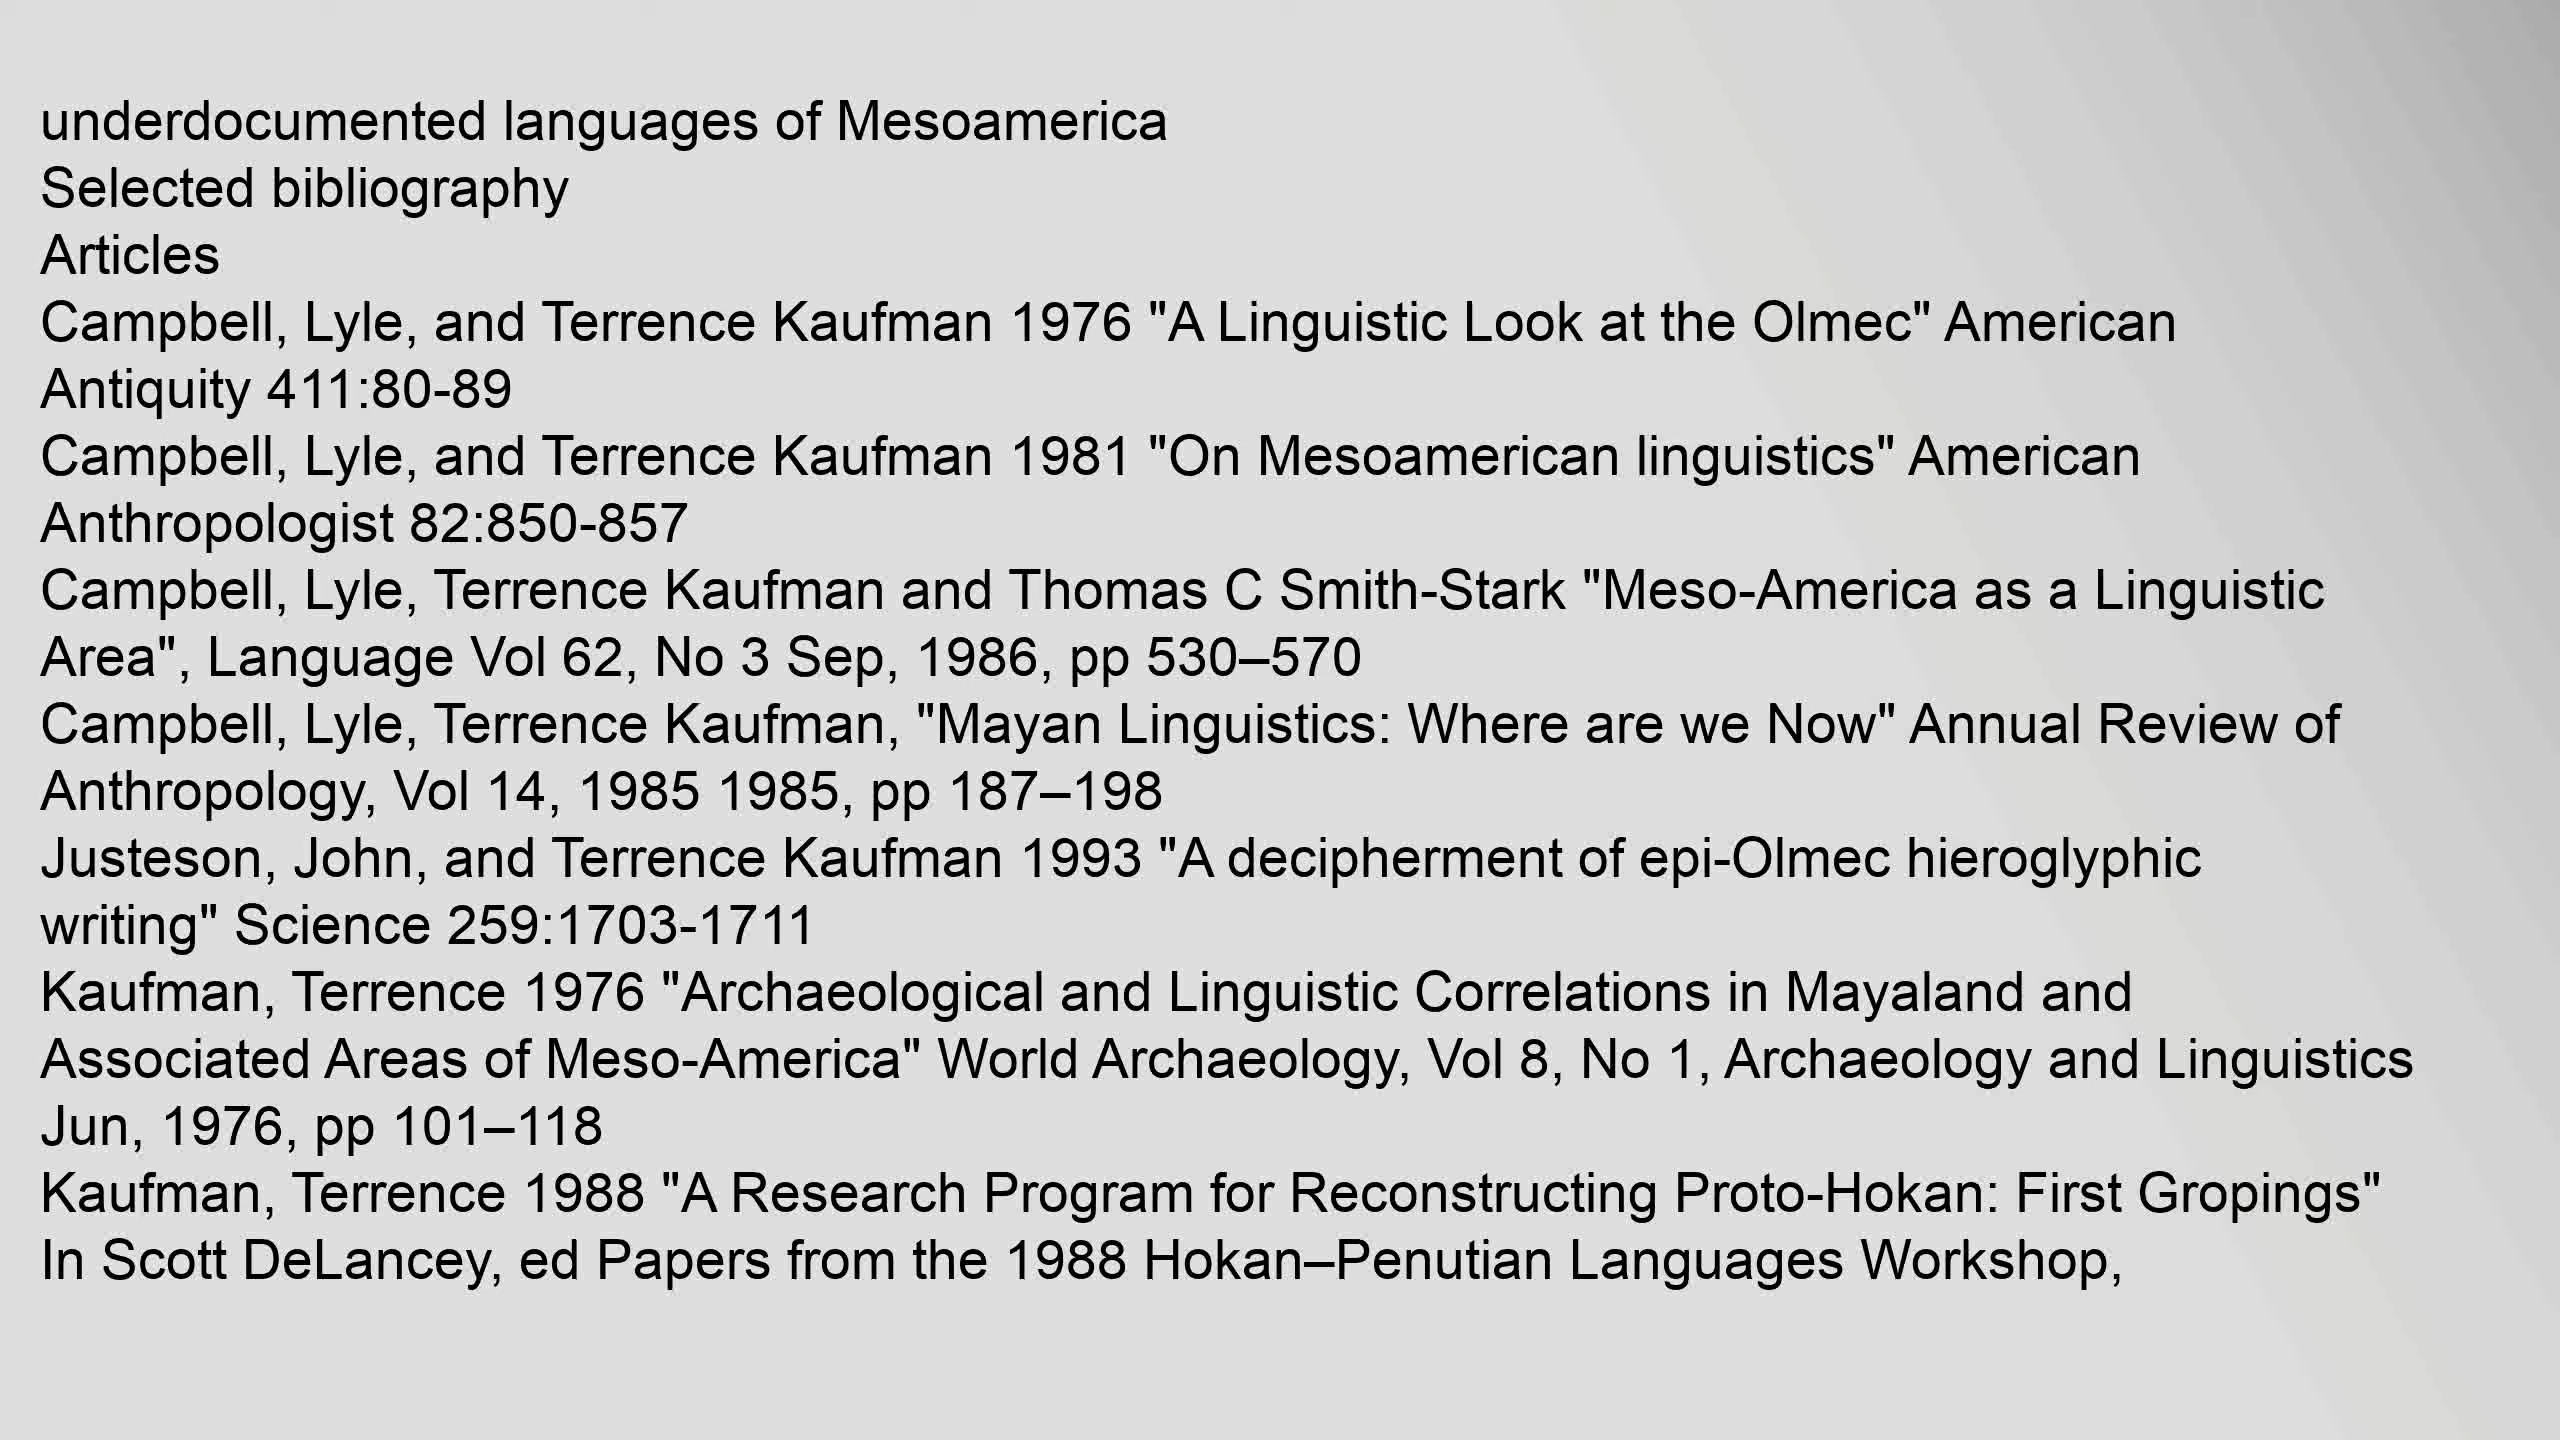 underdocumented languages of Mesoamerica
Selected bibliography
Articles
Campbell, Lyle, and Terrence Kaufman 1976 "A Linguistic Look at the Olmec" American
Antiquity 411:80-89
Campbell, Lyle, and Terrence Kaufman 1981 "On Mesoamerican linguistics" American
Anthropologist 82:850-857
Campbell, Lyle, Terrence Kaufman and Thomas C Smith-Stark "Meso-America as a Linguistic
Area", Language Vol 62, No 3 Sep, 1986, pp 530–570
Campbell, Lyle, Terrence Kaufman, "Mayan Linguistics: Where are we Now" Annual Review of
Anthropology, Vol 14, 1985 1985, pp 187–198
Justeson, John, and Terrence Kaufman 1993 "A decipherment of epi-Olmec hieroglyphic
writing" Science 259:1703-1711
Kaufman, Terrence 1976 "Archaeological and Linguistic Correlations in Mayaland and
Associated Areas of Meso-America" World Archaeology, Vol 8, No 1, Archaeology and Linguistics
Jun, 1976, pp 101–118
Kaufman, Terrence 1988 "A Research Program for Reconstructing Proto-Hokan: First Gropings"
In Scott DeLancey, ed Papers from the 1988 Hokan–Penutian Languages Workshop,